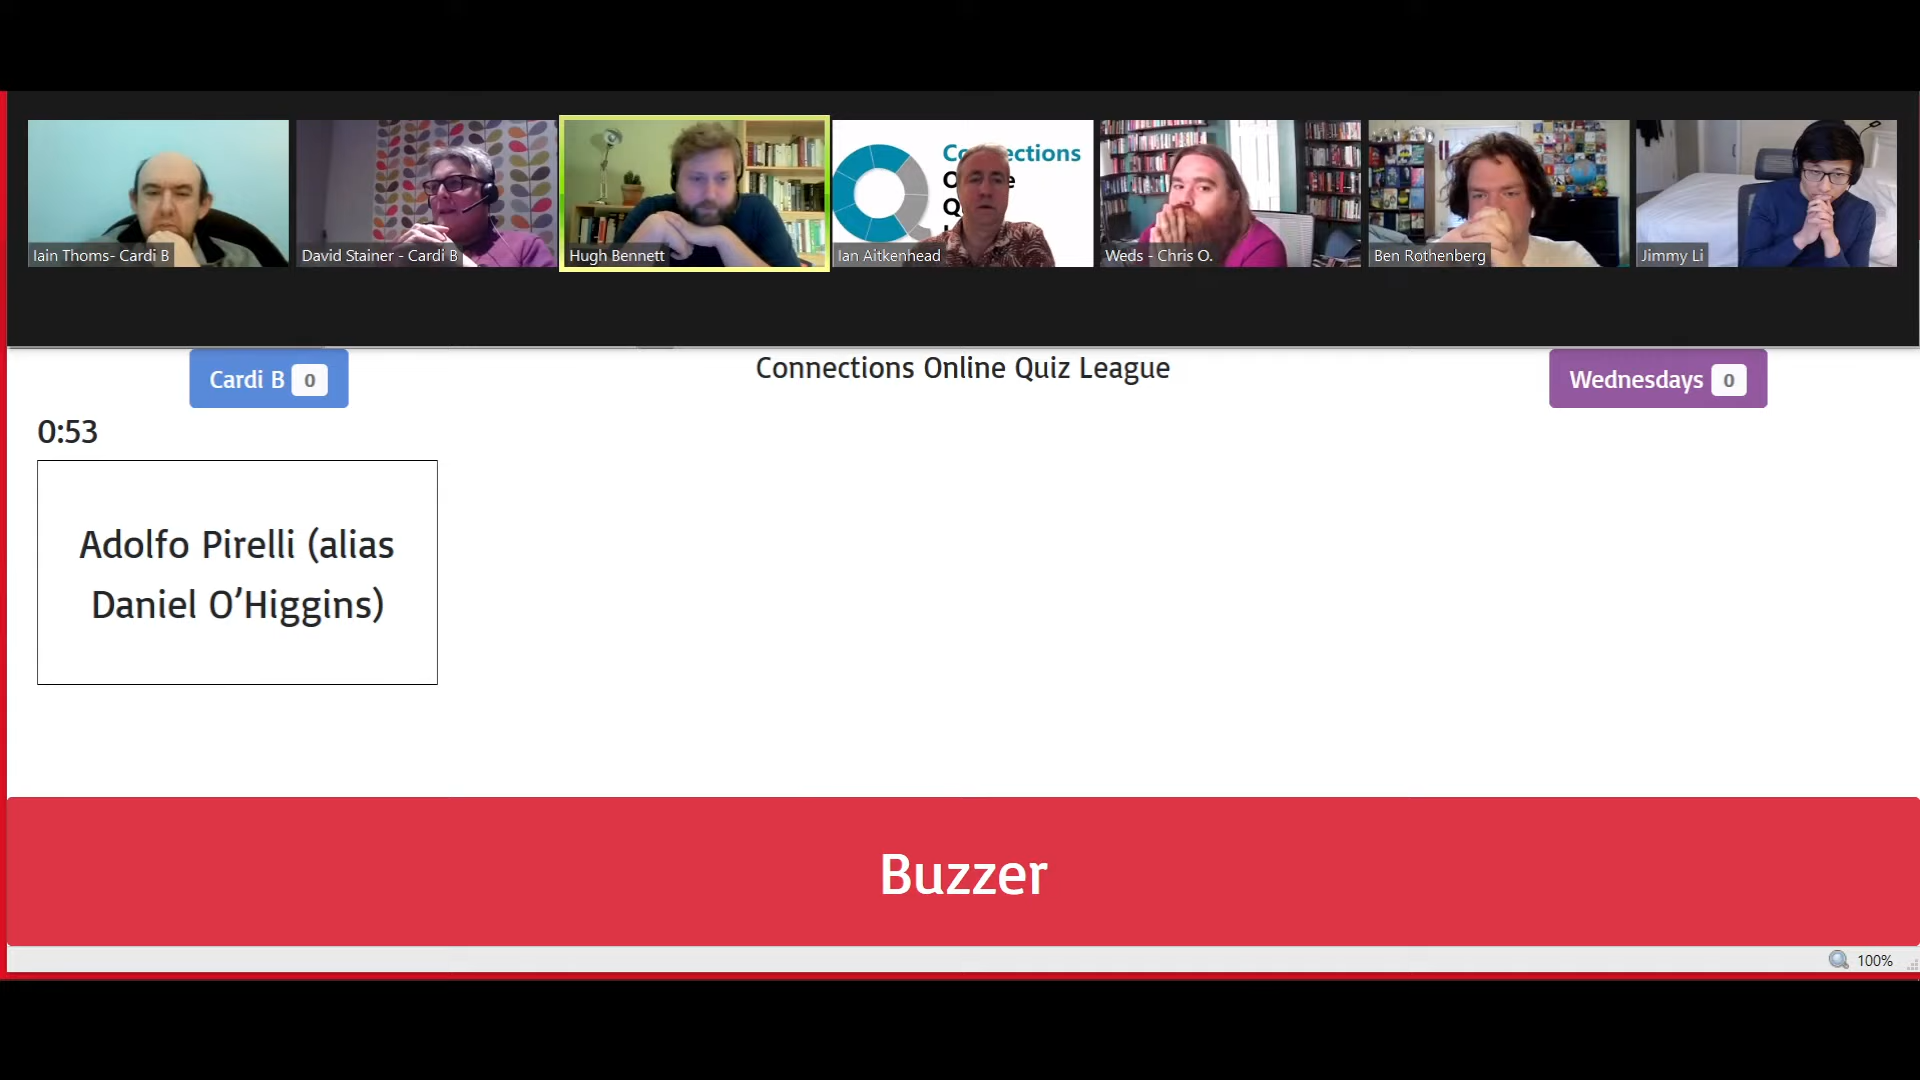 Connections
Iain Thoms- Cardi B
David Stainer - Cardi B
Hugh Bennett
Ian Aitkenhead
Weds - Chris O.
Ben Rothenberg
Jimmy Li
Cardi B 0
Connections Online Quiz League
Wednesdays 0
0:53
Adolfo Pirelli (alias
Daniel O’Higgins)
Buzzer
100%